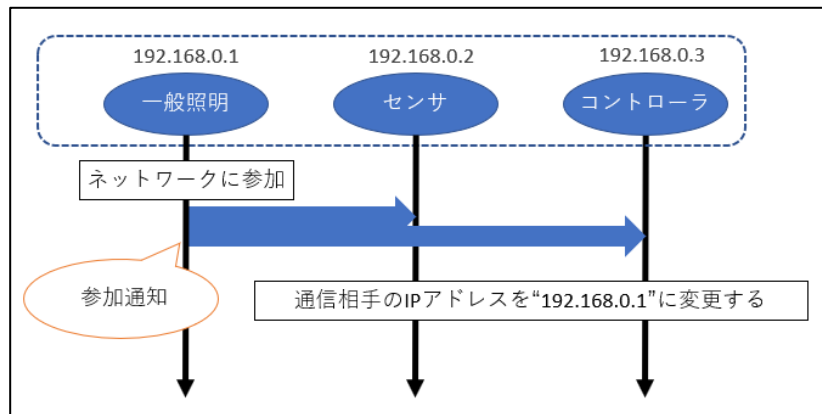 192.168.0.1
192.168.0.2
192.168.0.3
一般照明
センサ
コントローラ
ネットワークに参加
参加通知
通信相手のIPアドレスを“192.168.0.1”に変更する